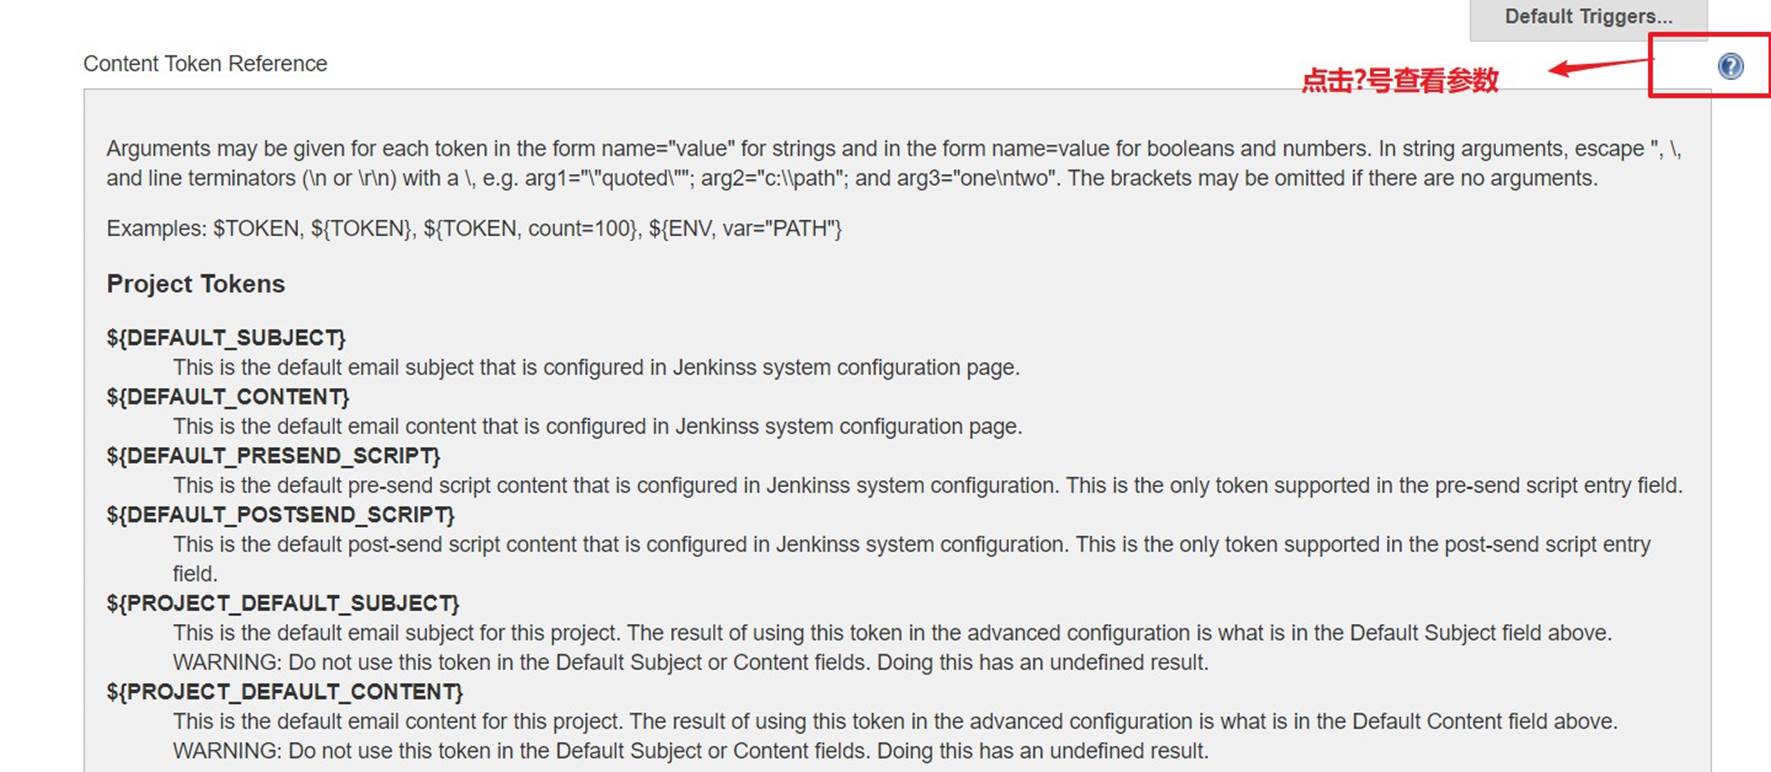 Default Triggers...
Content Token Reference
?
点击?号查看参数
Arguments may be given for each token in the form name="value" for strings and in the form name=value for booleans and numbers. In string arguments, escape ", \,
and line terminators (\n or \r\n) with a \, e.g. arg1="\"quoted\""; arg2="c:\\path"; and arg3="one\ntwo". The brackets may be omitted if there are no arguments.
Examples: $TOKEN, ${TOKEN}, ${TOKEN, count=100}, ${ENV, var="PATH"}
Project Tokens
${DEFAULT_SUBJECT}
This is the default email subject that is configured in Jenkinss system configuration page.
${DEFAULT_CONTENT}
This is the default email content that is configured in Jenkinss system configuration page.
${DEFAULT_PRESEND_SCRIPT}
This is the default pre-send script content that is configured in Jenkinss system configuration. This is the only token supported in the pre-send script entry field.
${DEFAULT_POSTSEND_SCRIPT}
This is the default post-send script content that is configured in Jenkinss system configuration. This is the only token supported in the post-send script entry
field.
${PROJECT_DEFAULT_SUBJECT}
This is the default email subject for this project. The result of using this token in the advanced configuration is what is in the Default Subject field above.
WARNING: Do not use this token in the Default Subject or Content fields. Doing this has an undefined result.
${PROJECT_DEFAULT_CONTENT}
This is the default email content for this project. The result of using this token in the advanced configuration is what is in the Default Content field above.
WARNING: Do not use this token in the Default Subject or Content fields. Doing this has an undefined result.